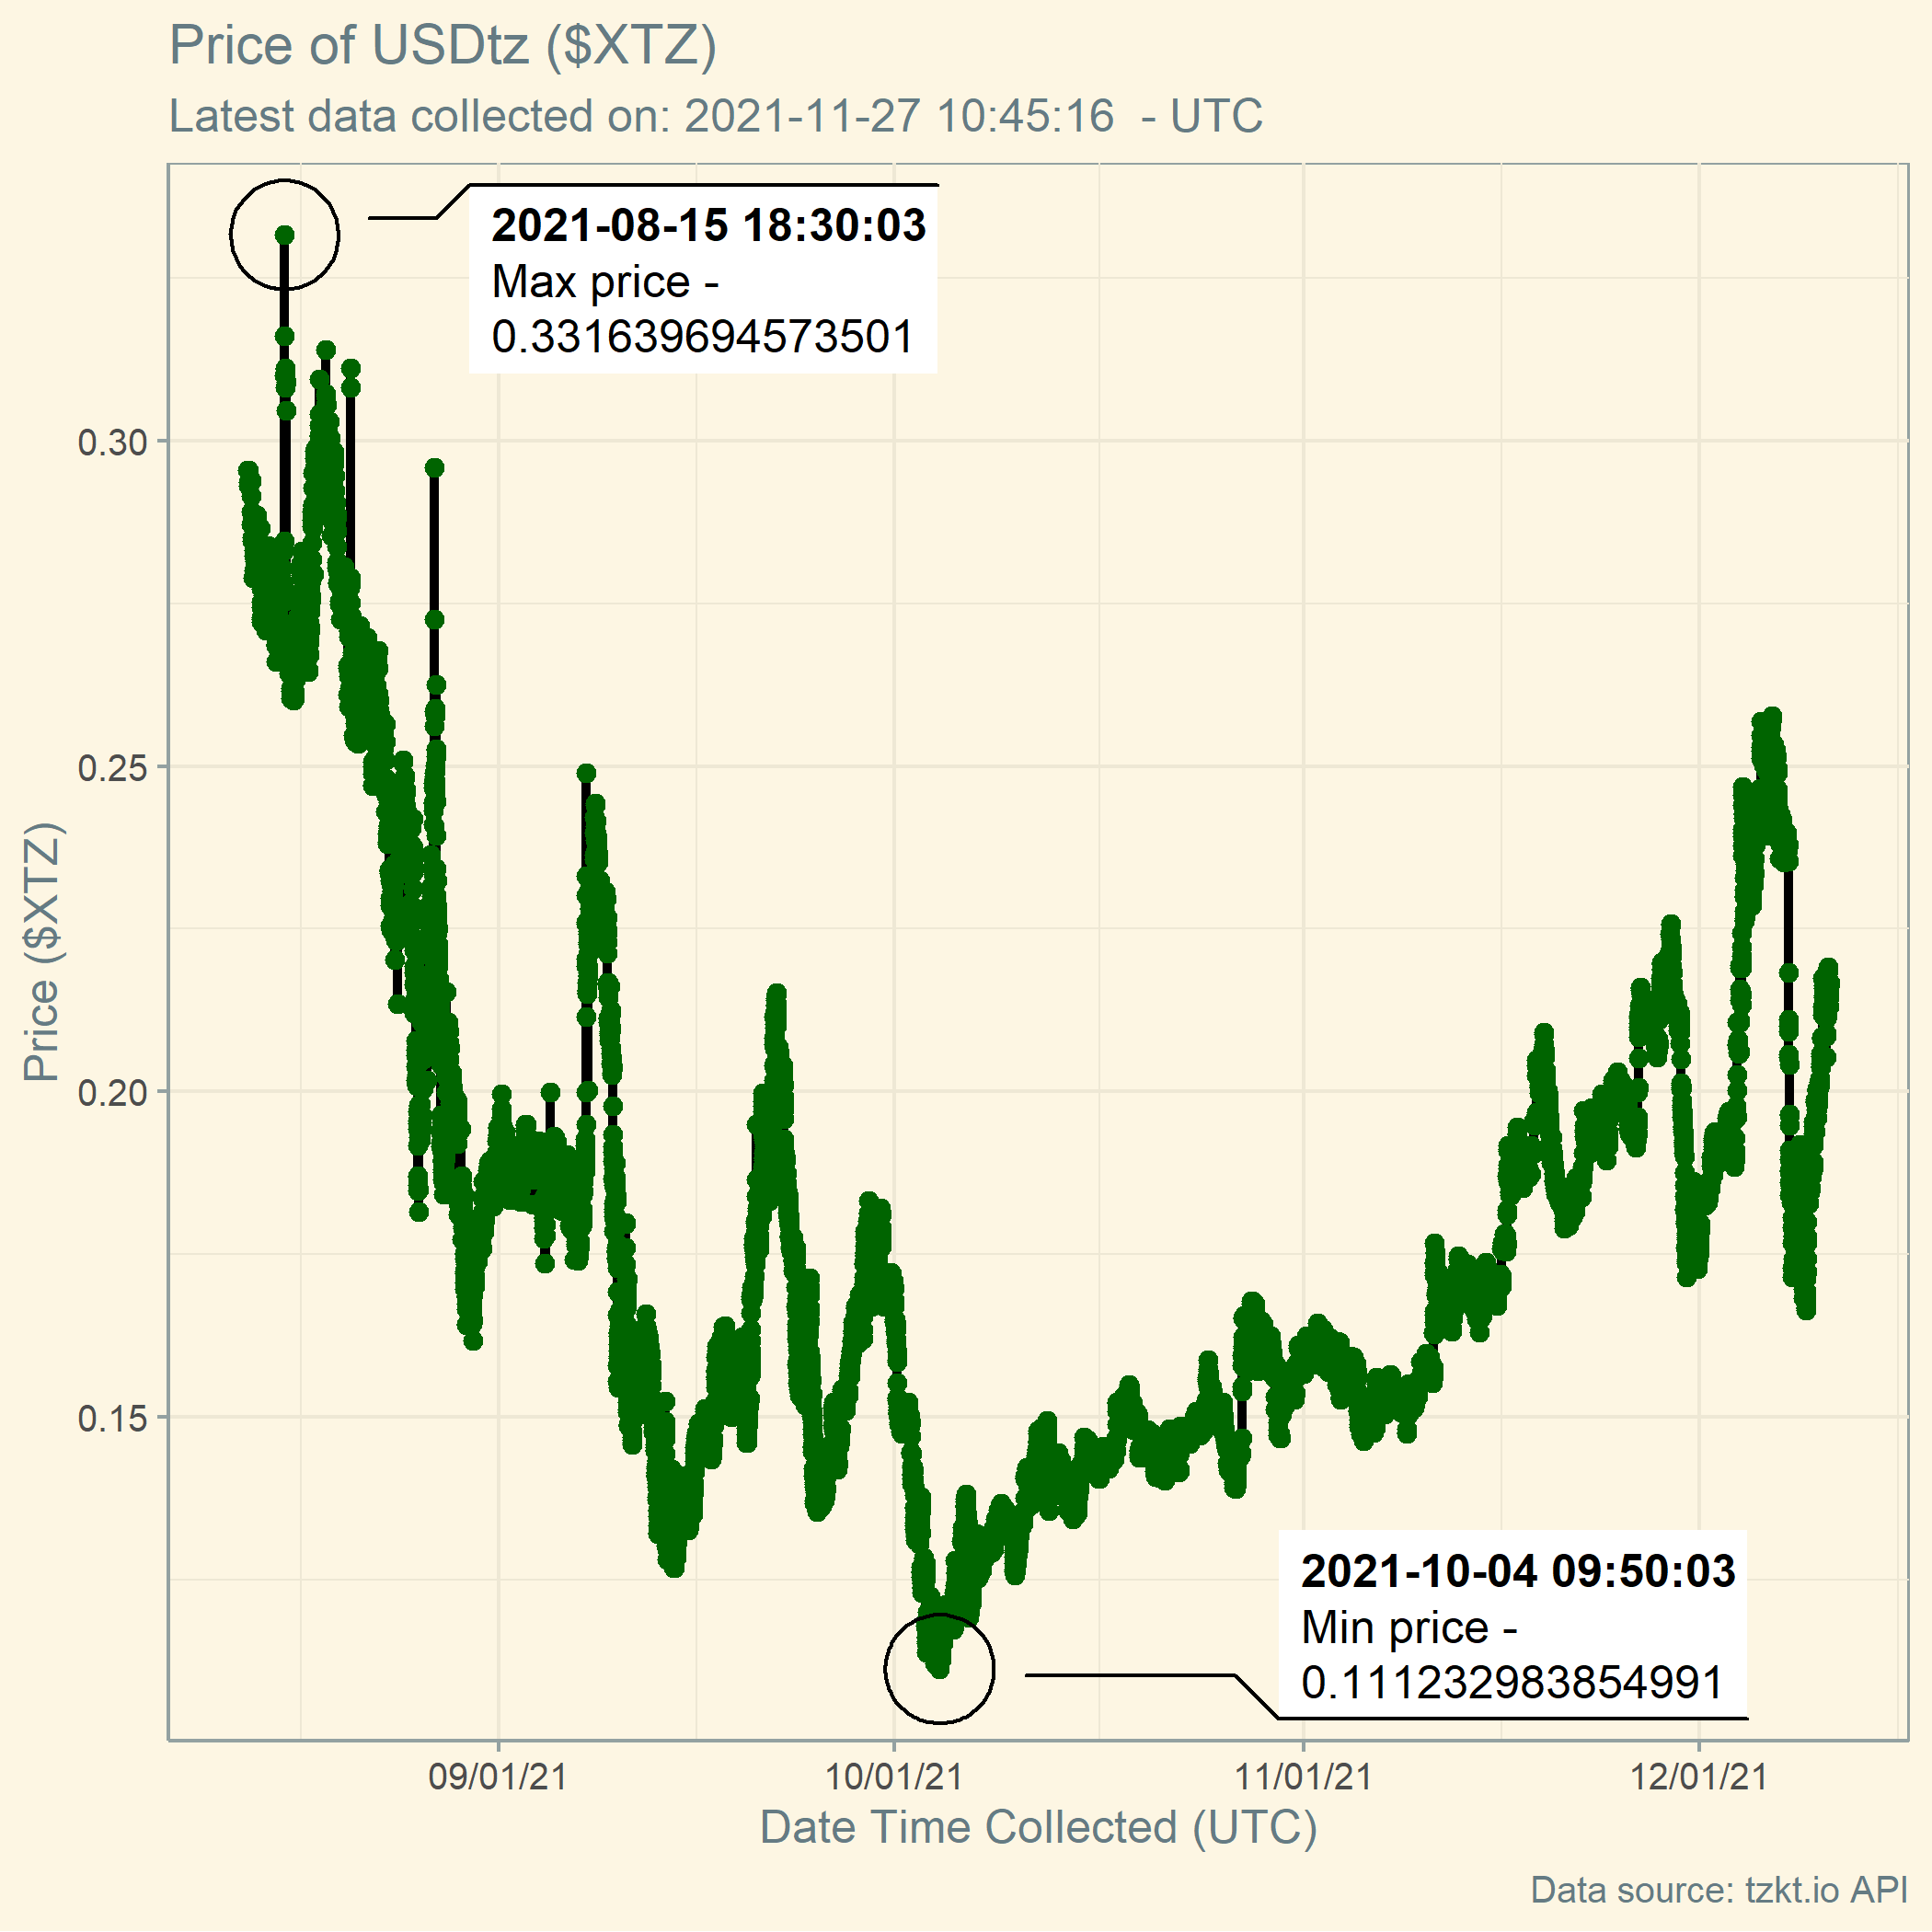 Price of USDtz ($XTZ)
Latest data collected on: 2021-11-27 10:45:16  - UTC
2021-08-15 18:30:03
Max price -
0.331639694573501
0.30
0.25
0.20
0.15
Price ($XTZ)
2021-10-04 09:50:03
Min price -
0.111232983854991
09/01/21
10/01/21
11/01/21
12/01/21
Date Time Collected (UTC)
Data source: tzkt.io API